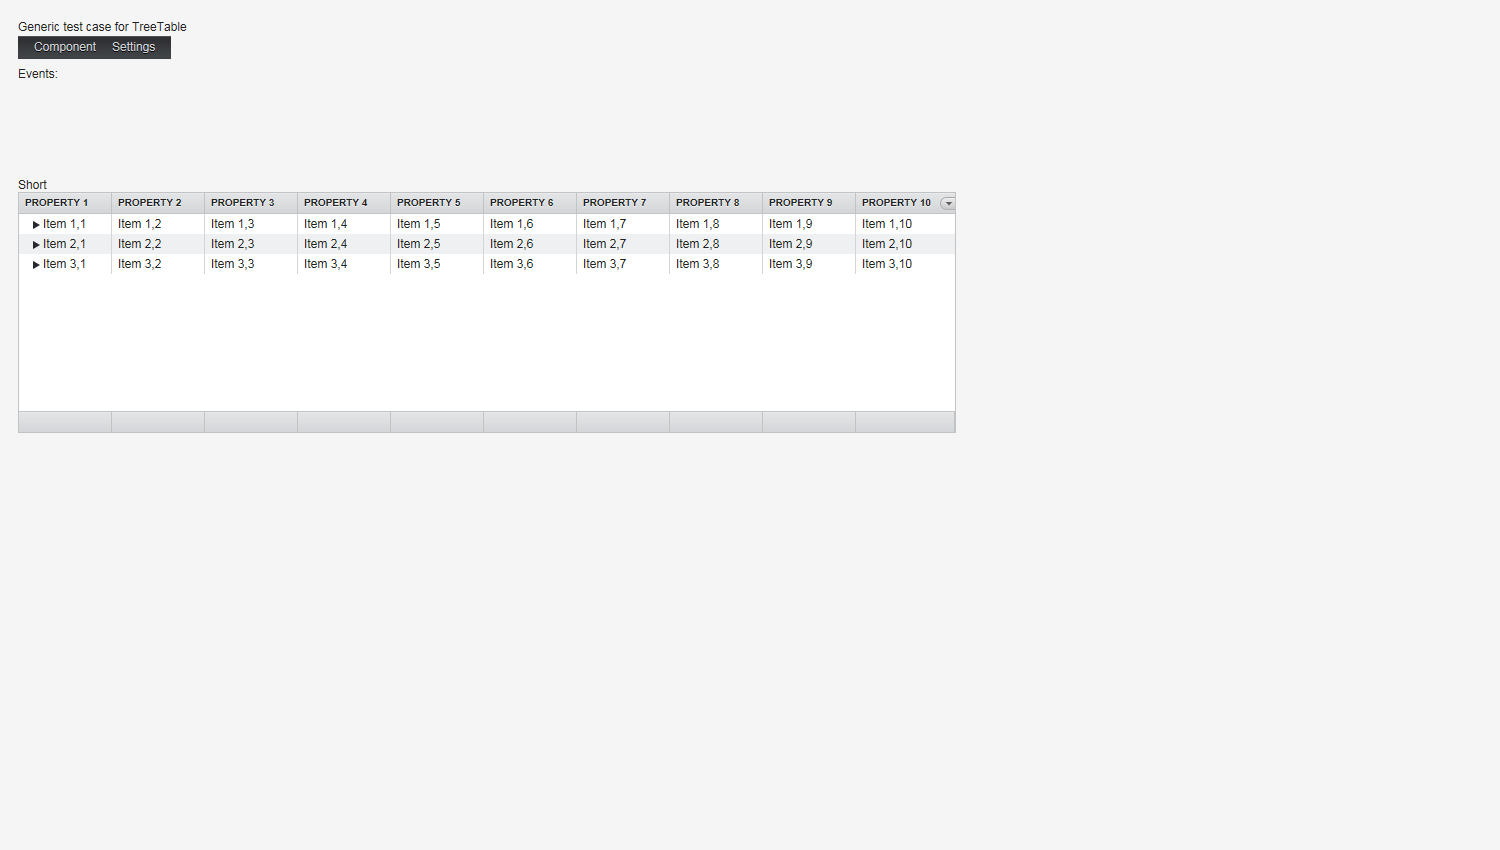 Generic test case for TreeTable
Component Settings
Events:
Short
PROPERTY 1 PROPERTY 2 PROPERTY 3 PROPERTY 4 PROPERTY 5 PROPERTY 6 PROPERTY 7 PROPERTY 8 PROPERTY 9 PROPERTY 10
Item 1,1 Item 1,2 Item 1,3 Item 1,4 Item 1,5 Item 1,6 Item 1,7 Item 1,8 Item 1,9 Item 1,10
Item 2,1 Item 2,2 Item 2,3 Item 2,4 Item 2,5 Item 2,6 Item 2,7 Item 2,8 Item 2,9 Item 2,10
Item 3,1 Item 3,2 Item 3,3 Item 3,4 Item 3,5 Item 3,6 Item 3,7 Item 3,8 Item 3,9 Item 3,10